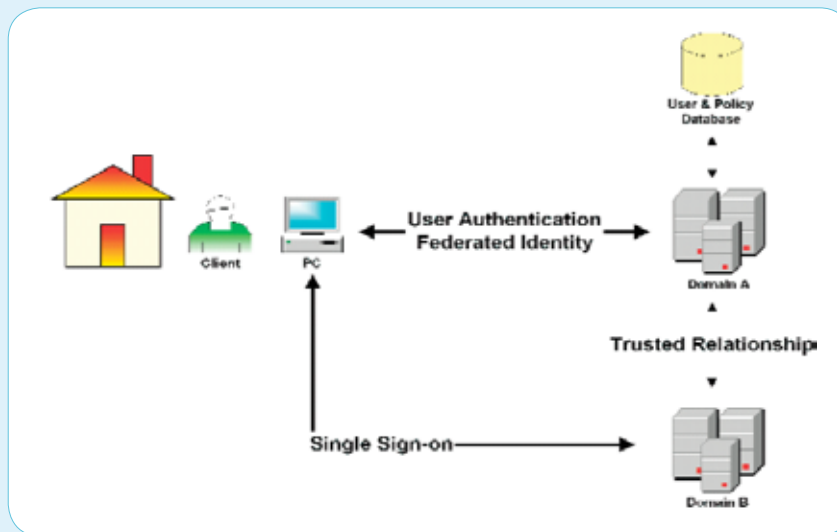 User & Policy
Database
User Authentication
Federated Identity
Client
PC
Domain A
Trusted Relationship
Single Sign-on
Domain B